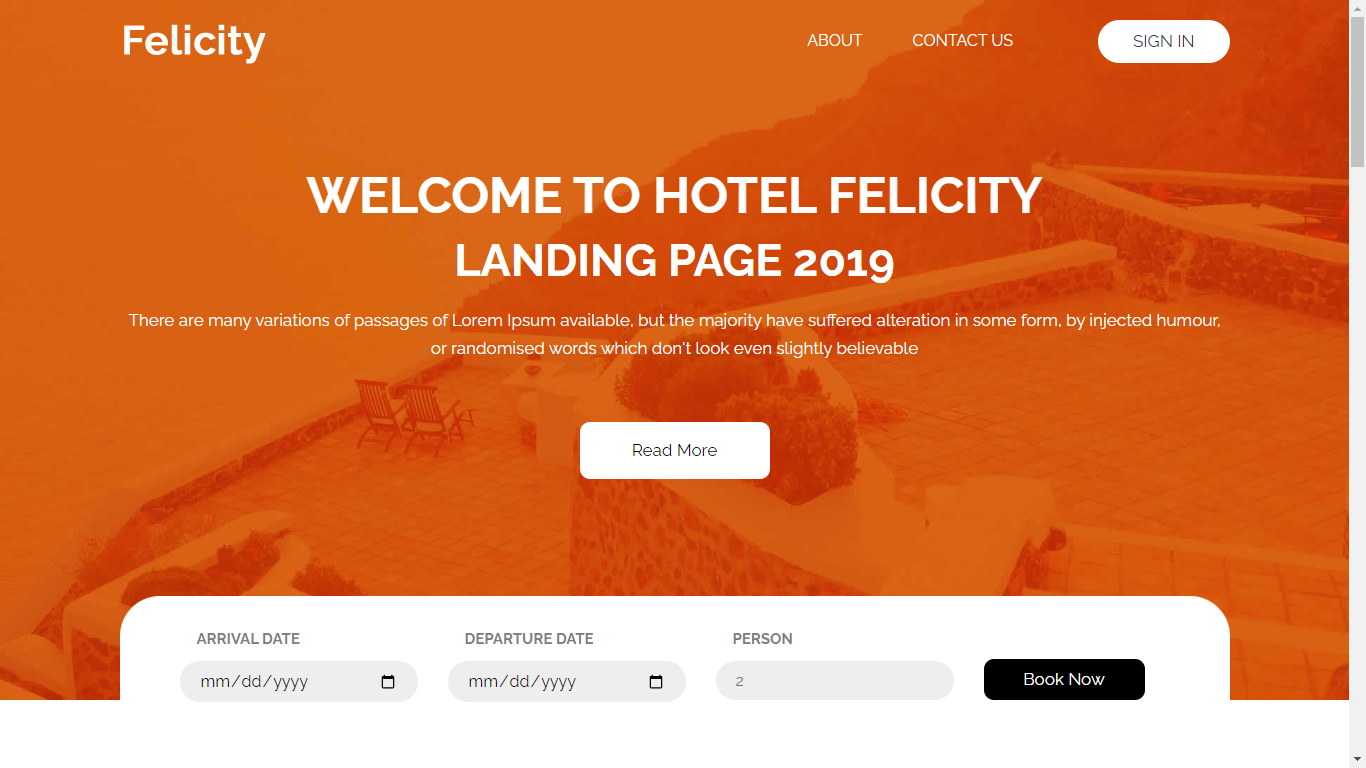 Felicity
ABOUT
CONTACT US
SIGN IN
WELCOME TO HOTEL FELICITY
LANDING PAGE 2019
There are many variations of passages of Lorem Ipsum available, but the majority have suffered alteration in some form, by injected humour,
or randomised words which don't look even slightly believable
Read More
ARRIVAL DATE
DEPARTURE DATE
PERSON
mm/dd/yyyy
mm/dd/yyyy
2
Book Now